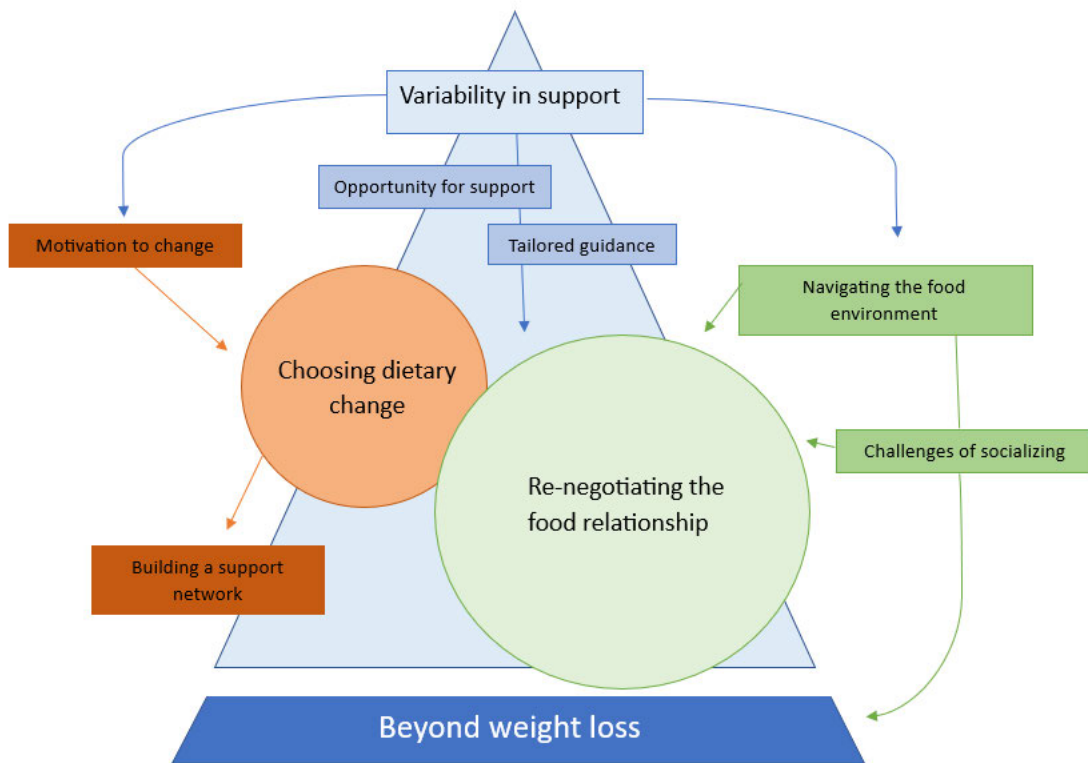 Variability in support
Opportunity for support
Motivation to change
Tailored guidance
Navigating the food
environment
Choosing dietary
change
Challenges of socializing
Re-negotiating the
food relationship
Building a support
network
Beyond weight loss